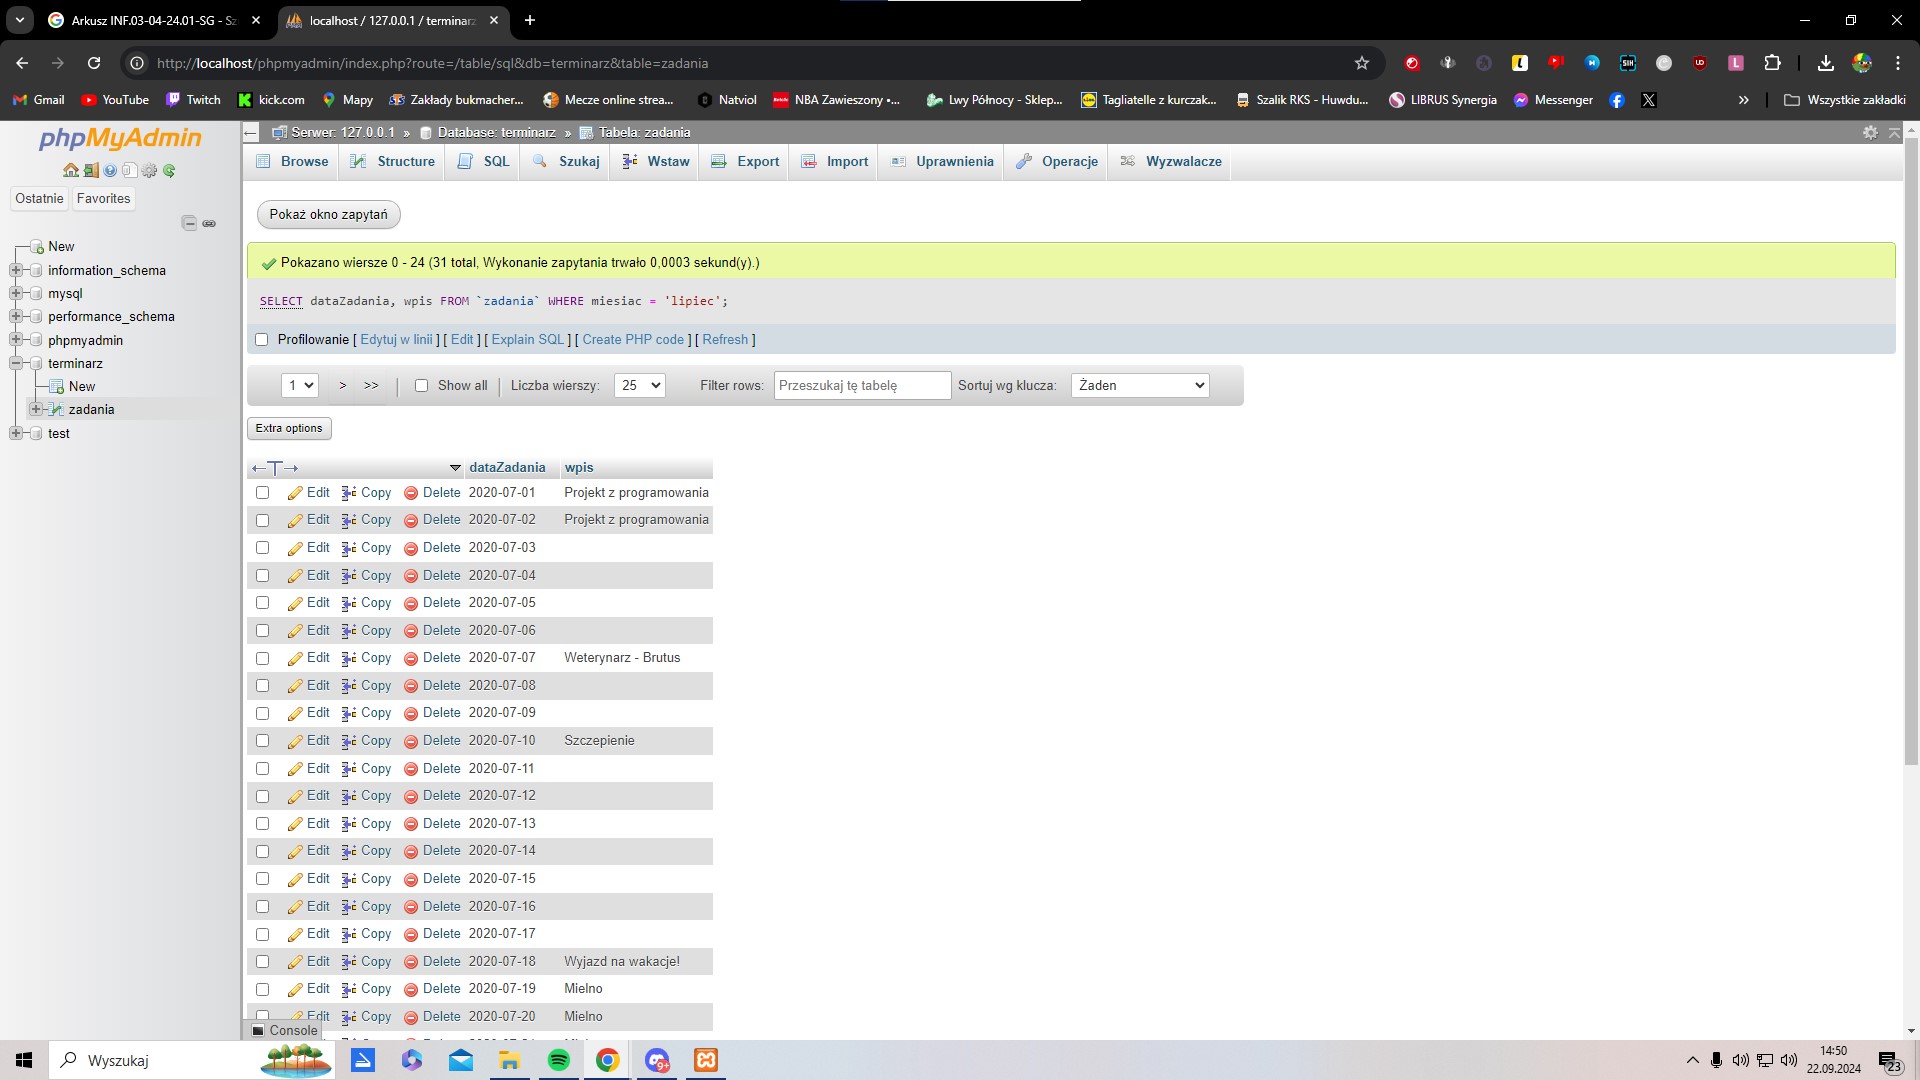 Arkusz INF.03-04-24.01-SG - Sz
localhost / 127.0.0.1 / terminarz
http://localhost/phpmyadmin/index.php?route=/table/sql&db=terminarz&table=zadania
Gmail YouTube Twitch kick.com Mapy Zakłady bukmacher... Mecze online strea... Natviol NBA Zawieszony •... Lwy Północy - Sklep... Tagliatelle z kurczak... Szalik RKS - Huwdu... LIBRUS Synergia Messenger » Wszystkie zakładki
phpMyAdmin
Ostatnie Favorites
New
information_schema
mysql
performance_schema
phpmyadmin
terminarz
New
zadania
test
Serwer: 127.0.0.1 » Database: terminarz » Tabela: zadania
Browse Structure SQL Szukaj Wstaw Export Import Uprawnienia Operacje Wyzwalacze
Pokaż okno zapytań
Pokazano wiersze 0 - 24 (31 total, Wykonanie zapytania trwało 0,0003 sekund(y).)
SELECT dataZadania, wpis FROM `zadania` WHERE miesiac = 'lipiec';
Profilowanie [ Edytuj w linii ] [ Edit ] [ Explain SQL ] [ Create PHP code ] [ Refresh ]
1 > >> Show all Liczba wierszy: 25 Filter rows: Przeszukaj tę tabelę Sortuj wg klucza: Żaden
Extra options
←T→ dataZadania wpis
Edit Copy Delete 2020-07-01 Projekt z programowania
Edit Copy Delete 2020-07-02 Projekt z programowania
Edit Copy Delete 2020-07-03
Edit Copy Delete 2020-07-04
Edit Copy Delete 2020-07-05
Edit Copy Delete 2020-07-06
Edit Copy Delete 2020-07-07 Weterynarz - Brutus
Edit Copy Delete 2020-07-08
Edit Copy Delete 2020-07-09
Edit Copy Delete 2020-07-10 Szczepienie
Edit Copy Delete 2020-07-11
Edit Copy Delete 2020-07-12
Edit Copy Delete 2020-07-13
Edit Copy Delete 2020-07-14
Edit Copy Delete 2020-07-15
Edit Copy Delete 2020-07-16
Edit Copy Delete 2020-07-17
Edit Copy Delete 2020-07-18 Wyjazd na wakacje!
Edit Copy Delete 2020-07-19 Mielno
Edit Copy Delete 2020-07-20 Mielno
Console
Wyszukaj
9+
14:50
22.09.2024
23